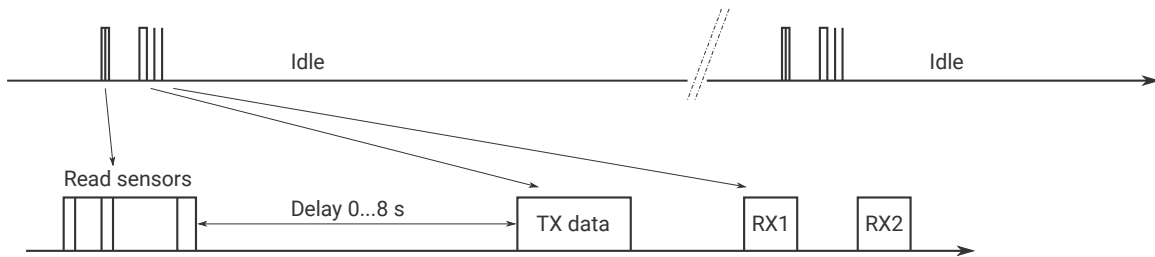 Idle
Idle
Read sensors
Delay 0...8 s
TX data
RX1
RX2